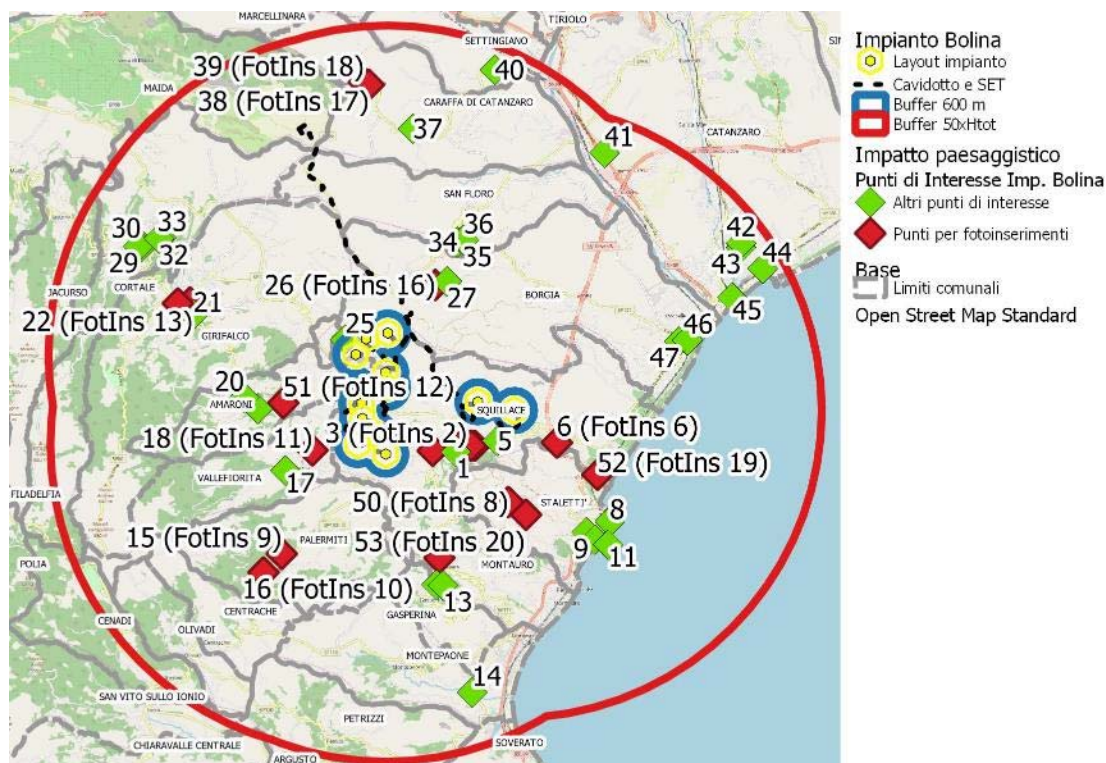 MARCELLINARA
TIRIOLO
SETTINGIANO
39 (FotIns 18)
40
38 (FotIns 17)
MAIDA
CARAFFA DI CATANZARO
37
41
CATANZARO
SAN FLORO
30
33
36
34
35
42
29
32
43
44
JACURSO
CORTALE
26 (FotIns 16)
27
BORGIA
45
21
22 (FotIns 13)
GIRIFALCO
25
46
47
20
51 (FotIns 12)
AMARONI
SQUILLACE
3 (FotIns 2)
6 (FotIns 6)
18 (FotIns 11)
5
1
52 (FotIns 19)
VALLEFIORITA
17
FILADELFIA
50 (FotIns 8)
STALETTI'
8
15 (FotIns 9)
PALERMITI
9
11
53 (FotIns 20)
MONTAURO
POLIA
16 (FotIns 10)
13
CENTRACHE
GASPERINA
CENADI
OLIVADI
MONTEPAONE
14
SAN VITO SULLO IONIO
PETRIZZI
CHIARAVALLE CENTRALE
SOVERATO
ARGUSTO
Impianto Bolina
Layout impianto
Cavidotto e SET
Buffer 600 m
Buffer 50xHtot
Impatto paesaggistico
Punti di Interesse Imp. Bolina
Altri punti di interesse
Punti per fotoinserimenti
Base
Limiti comunali
Open Street Map Standard